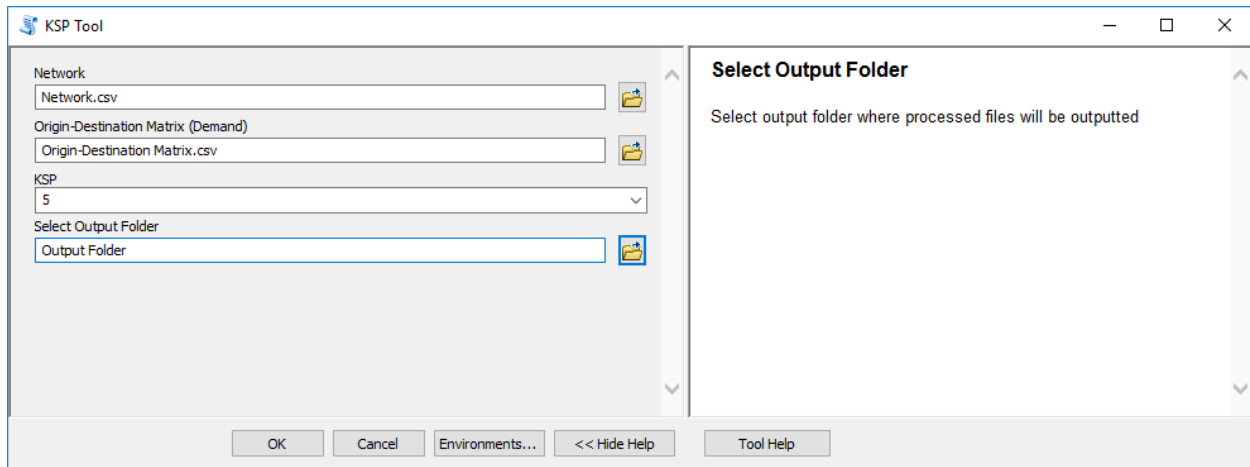 KSP Tool
Network
Network.csv
Origin-Destination Matrix (Demand)
Origin-Destination Matrix.csv
KSP
5
Select Output Folder
Output Folder
Select Output Folder
Select output folder where processed files will be outputted
OK
Cancel
Environments...
<< Hide Help
Tool Help